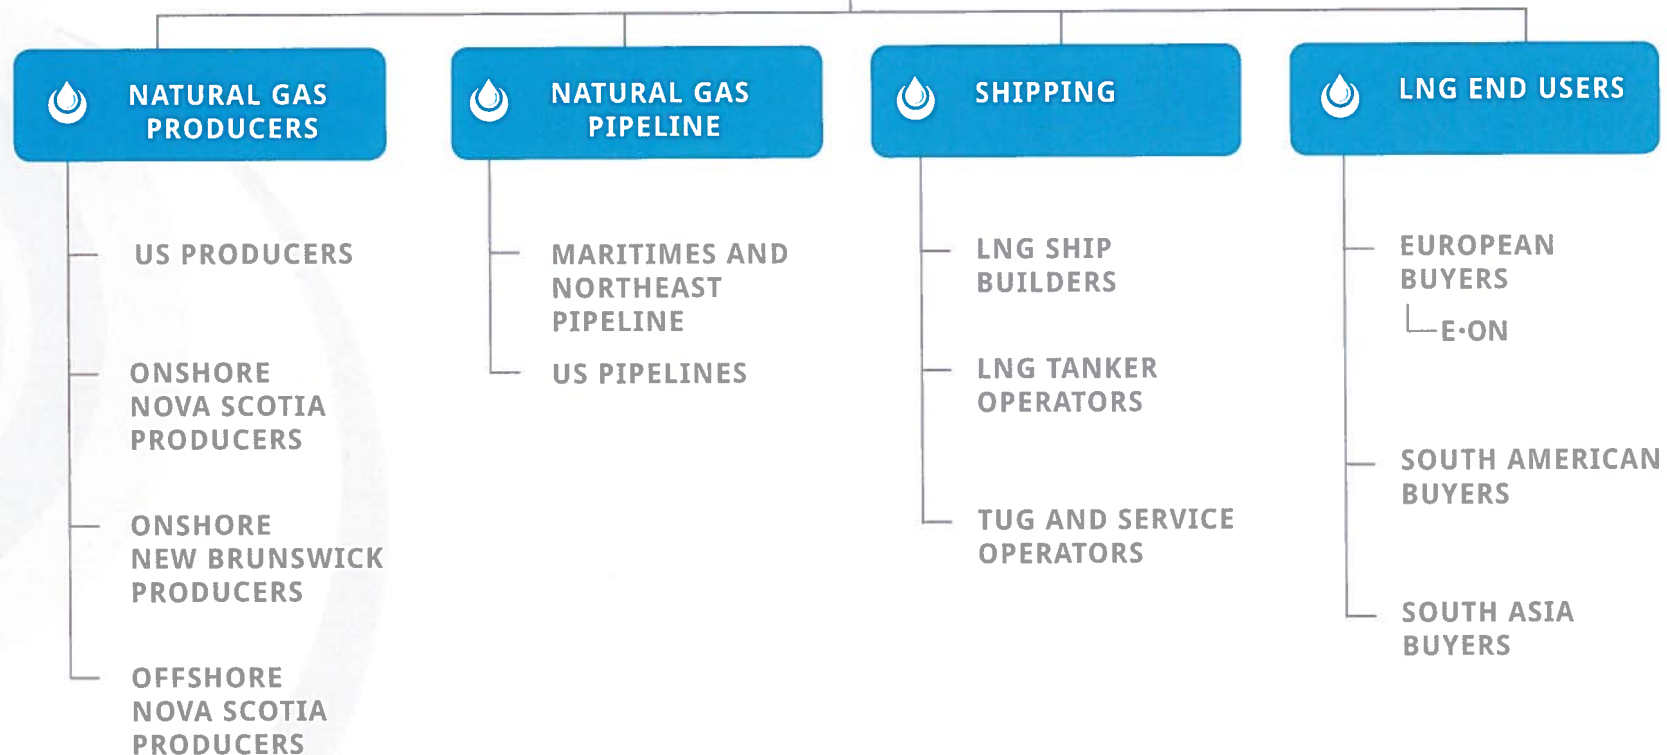 NATURAL GAS
PRODUCERS
US PRODUCERS
ONSHORE
NOVA SCOTIA
PRODUCERS
ONSHORE
NEW BRUNSWICK
PRODUCERS
OFFSHORE
NOVA SCOTIA
PRODUCERS
NATURAL GAS
PIPELINE
MARITIMES AND
NORTHEAST
PIPELINE
US PIPELINES
SHIPPING
LNG SHIP
BUILDERS
LNG TANKER
OPERATORS
TUG AND SERVICE
OPERATORS
LNG END USERS
EUROPEAN
BUYERS
E·ON
SOUTH AMERICAN
BUYERS
SOUTH ASIA
BUYERS